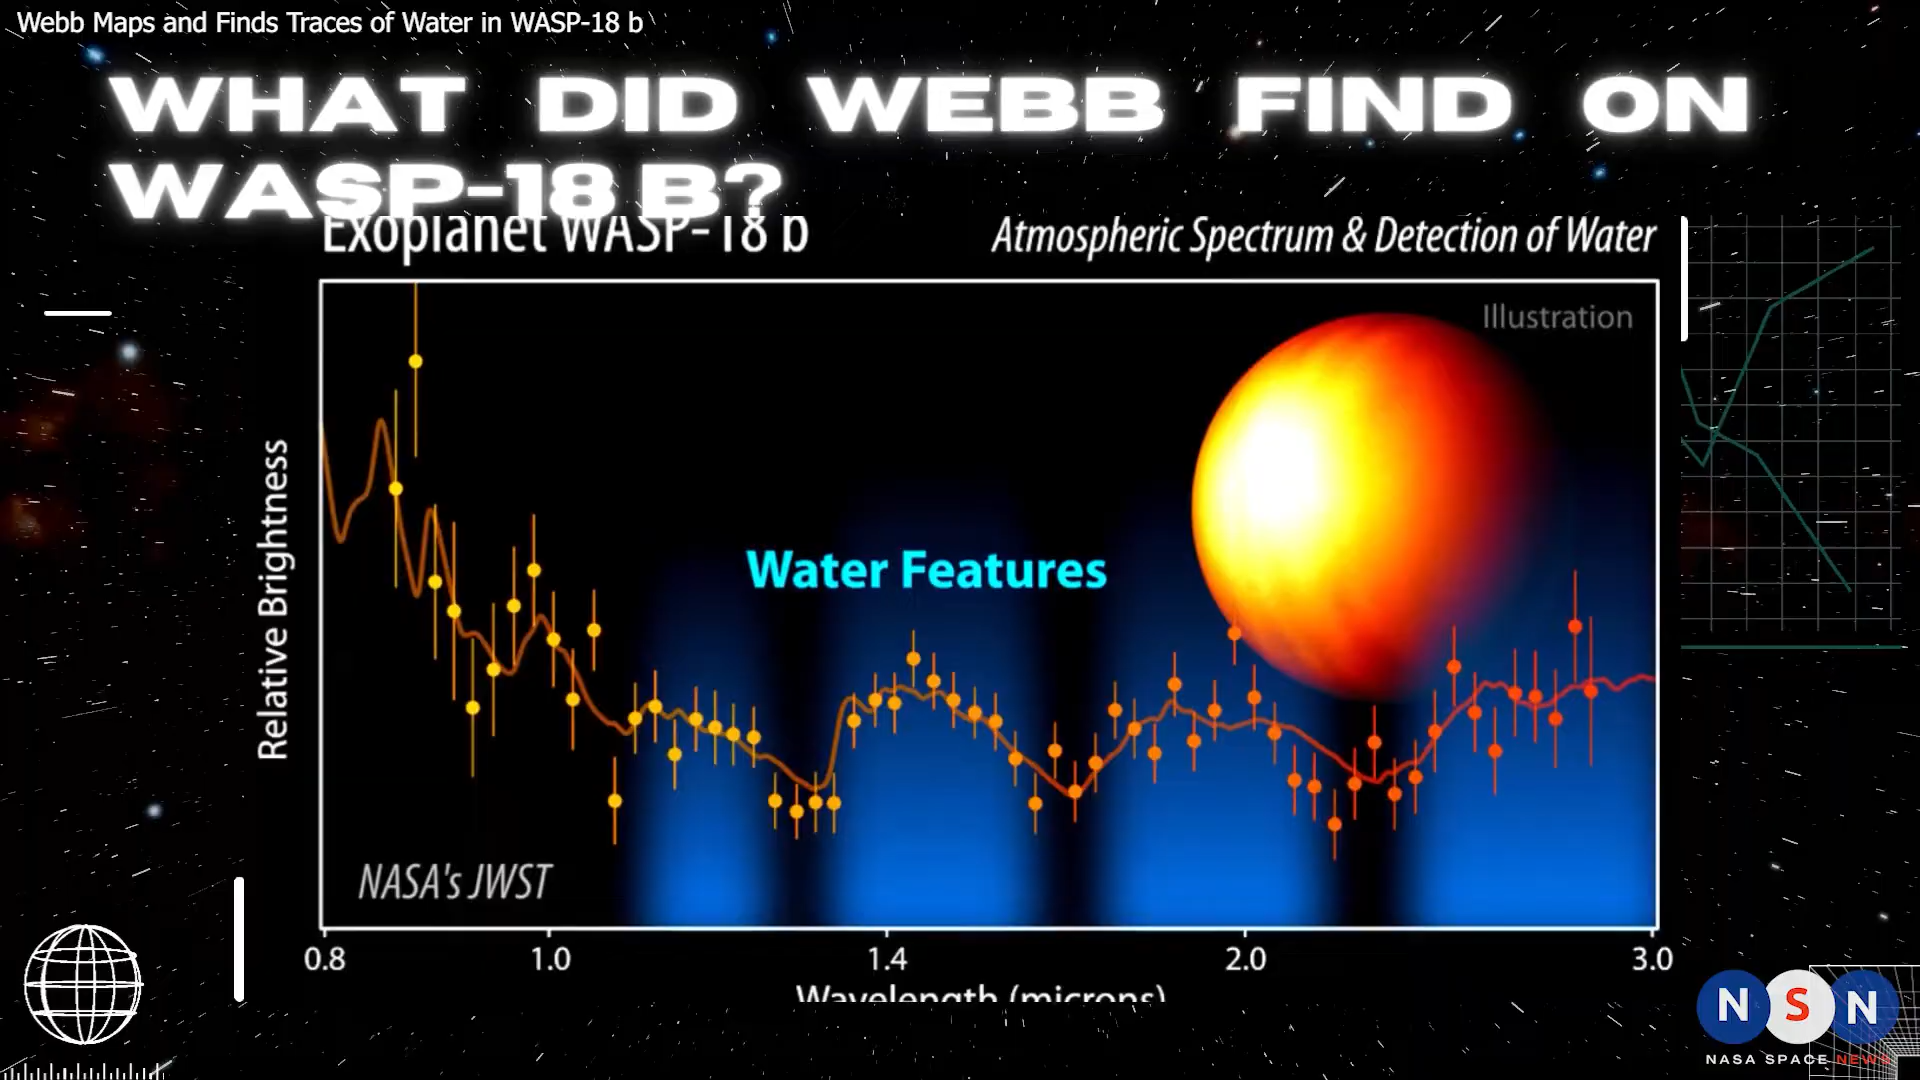 Webb Maps and Finds Traces of Water in WASP-18 b
WHAT DID WEBB FIND ON
WASP-18 B?
Exoplanet WASP-18 b
Atmospheric Spectrum & Detection of Water
Illustration
Water Features
Relative Brightness
NASA's JWST
0.8 1.0 1.4 2.0 3.0
Wavelength (microns)
N S N
NASA SPACE NEWS